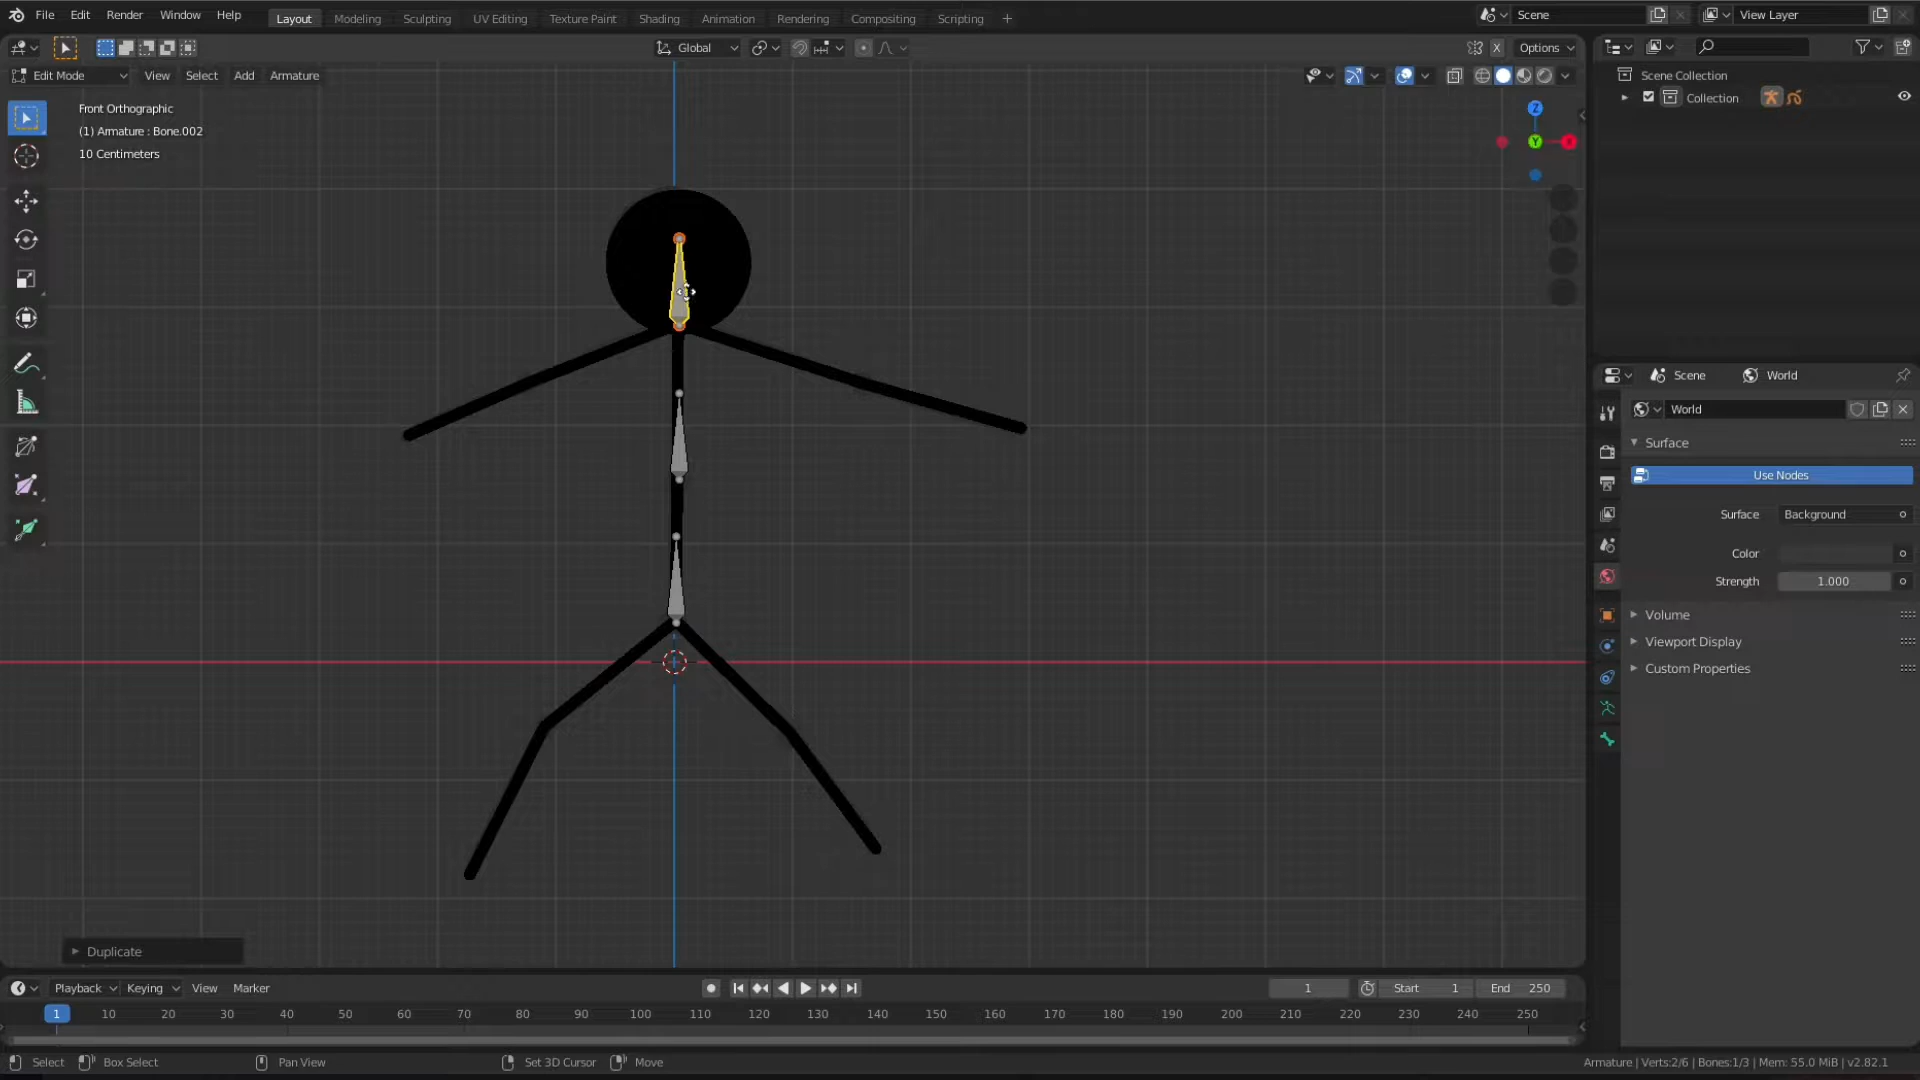 File Edit Render Window Help Layout Modeling Sculpting UV Editing Texture Paint Shading Animation Rendering Compositing Scripting + Scene View Layer
Global X Options
Edit Mode View Select Add Armature
Scene Collection
Collection
Front Orthographic
(1) Armature : Bone.002
10 Centimeters
Z
Y X
Scene World
World
Surface
Use Nodes
Surface Background
Color
Strength 1.000
Volume
Viewport Display
Custom Properties
Duplicate
Playback Keying View Marker 1 Start 1 End 250
1 10 20 30 40 50 60 70 80 90 100 110 120 130 140 150 160 170 180 190 200 210 220 230 240 250
Select Box Select Pan View Set 3D Cursor Move Armature | Verts:2/6 | Bones:1/3 | Mem: 55.0 MiB | v2.82.1